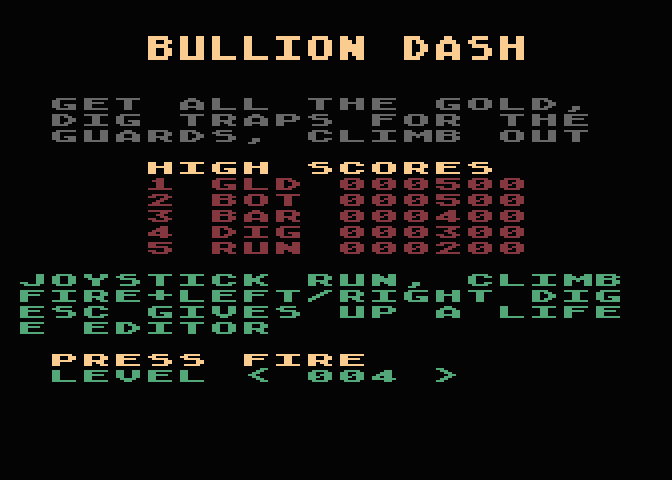 BULLION DASH
GET ALL THE GOLD,
DIG TRAPS FOR THE
GUARDS, CLIMB OUT
HIGH SCORES
1 GLD 000500
2 BOT 000500
3 BAR 000400
4 DIG 000300
5 RUN 000200
JOYSTICK RUN, CLIMB
FIRE+LEFT/RIGHT DIG
ESC GIVES UP A LIFE
E EDITOR
PRESS FIRE
LEVEL < 004 >